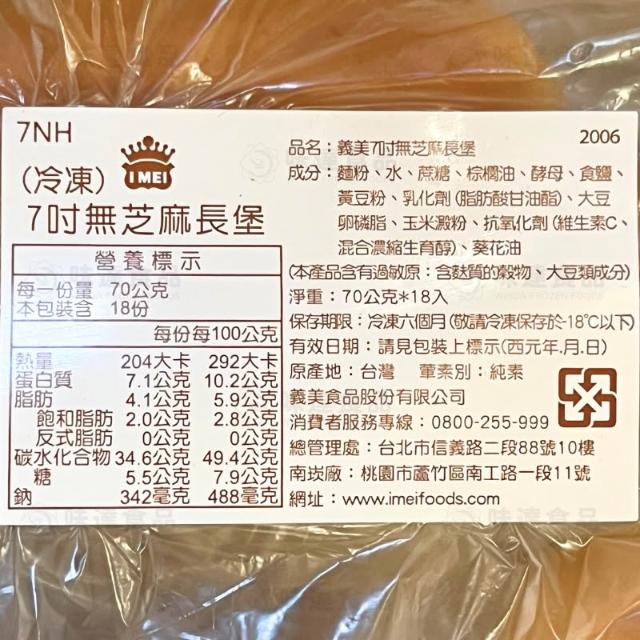 7NH
IMEI
(冷凍)
7吋無芝麻長堡
營養標示
每一份量 70公克
本包裝含 18份
每份 每100公克
熱量 204大卡 292大卡
蛋白質 7.1公克 10.2公克
脂肪 4.1公克 5.9公克
飽和脂肪 2.0公克 2.8公克
反式脂肪 0公克 0公克
碳水化合物 34.6公克 49.4公克
糖 5.5公克 7.9公克
鈉 342毫克 488毫克
2006
品名：義美7吋無芝麻長堡
成分：麵粉、水、蔗糖、棕櫚油、酵母、食鹽、
黃豆粉、乳化劑(脂肪酸甘油酯)、大豆
卵磷脂、玉米澱粉、抗氧化劑(維生素C、
混合濃縮生育醇)、葵花油
(本產品含有過敏原：含麩質的穀物、大豆類成分)
淨重：70公克*18入
保存期限：冷凍六個月(敬請冷凍保存於-18℃以下)
有效日期：請見包裝上標示(西元年.月.日)
原產地：台灣 葷素別：純素
義美食品股份有限公司
消費者服務專線：0800-255-999
總管理處：台北市信義路二段88號10樓
南崁廠：桃園市蘆竹區南工路一段11號
網址：www.imeifoods.com
味達食品